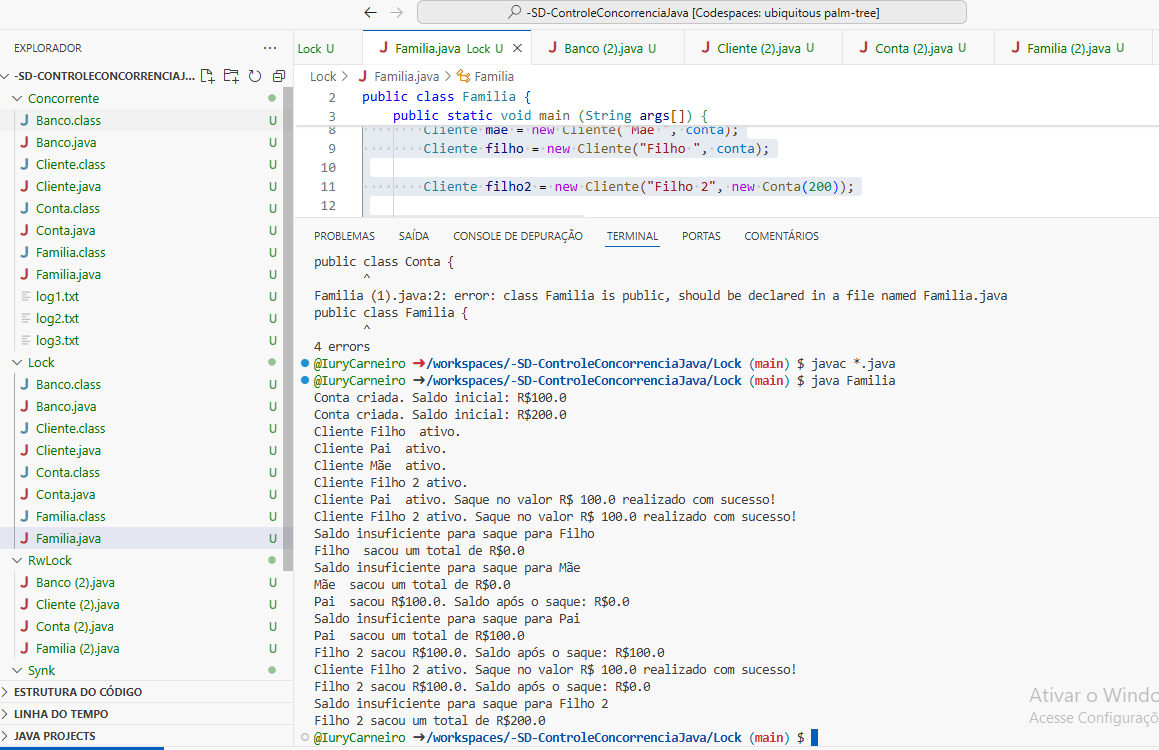 -SD-ControleConcorrenciaJava [Codespaces: ubiquitous palm-tree]
EXPLORADOR
-SD-CONTROLECONCORRENCIAJ...
Concorrente
Banco.class U
Banco.java U
Cliente.class U
Cliente.java U
Conta.class U
Conta.java U
Familia.class U
Familia.java U
log1.txt U
log2.txt U
log3.txt U
Lock
Banco.class U
Banco.java U
Cliente.class U
Cliente.java U
Conta.class U
Conta.java U
Familia.class U
Familia.java U
RwLock
Banco (2).java U
Cliente (2).java U
Conta (2).java U
Familia (2).java U
Synk
ESTRUTURA DO CÓDIGO
LINHA DO TEMPO
JAVA PROJECTS
Lock U Familia.java Lock U Banco (2).java U Cliente (2).java U Conta (2).java U Familia (2).java U
Lock > Familia.java > Familia
2 public class Familia {
3 public static void main (String args[]) {
8 Cliente mae = new Cliente("Mãe ", conta);
9 Cliente filho = new Cliente("Filho ", conta);
10
11 Cliente filho2 = new Cliente("Filho 2", new Conta(200));
12
PROBLEMAS SAÍDA CONSOLE DE DEPURAÇÃO TERMINAL PORTAS COMENTÁRIOS
public class Conta {
^
Familia (1).java:2: error: class Familia is public, should be declared in a file named Familia.java
public class Familia {
^
4 errors
@IuryCarneiro ➜/workspaces/-SD-ControleConcorrenciaJava/Lock (main) $ javac *.java
@IuryCarneiro ➜/workspaces/-SD-ControleConcorrenciaJava/Lock (main) $ java Familia
Conta criada. Saldo inicial: R$100.0
Conta criada. Saldo inicial: R$200.0
Cliente Filho  ativo.
Cliente Pai  ativo.
Cliente Mãe  ativo.
Cliente Filho 2 ativo.
Cliente Pai  ativo. Saque no valor R$ 100.0 realizado com sucesso!
Cliente Filho 2 ativo. Saque no valor R$ 100.0 realizado com sucesso!
Saldo insuficiente para saque para Filho
Filho  sacou um total de R$0.0
Saldo insuficiente para saque para Mãe
Mãe  sacou um total de R$0.0
Pai  sacou R$100.0. Saldo após o saque: R$0.0
Saldo insuficiente para saque para Pai
Pai  sacou um total de R$100.0
Filho 2 sacou R$100.0. Saldo após o saque: R$100.0
Cliente Filho 2 ativo. Saque no valor R$ 100.0 realizado com sucesso!
Filho 2 sacou R$100.0. Saldo após o saque: R$0.0
Saldo insuficiente para saque para Filho 2
Filho 2 sacou um total de R$200.0
@IuryCarneiro ➜/workspaces/-SD-ControleConcorrenciaJava/Lock (main) $
Ativar o Windo
Acesse Configuraçõ